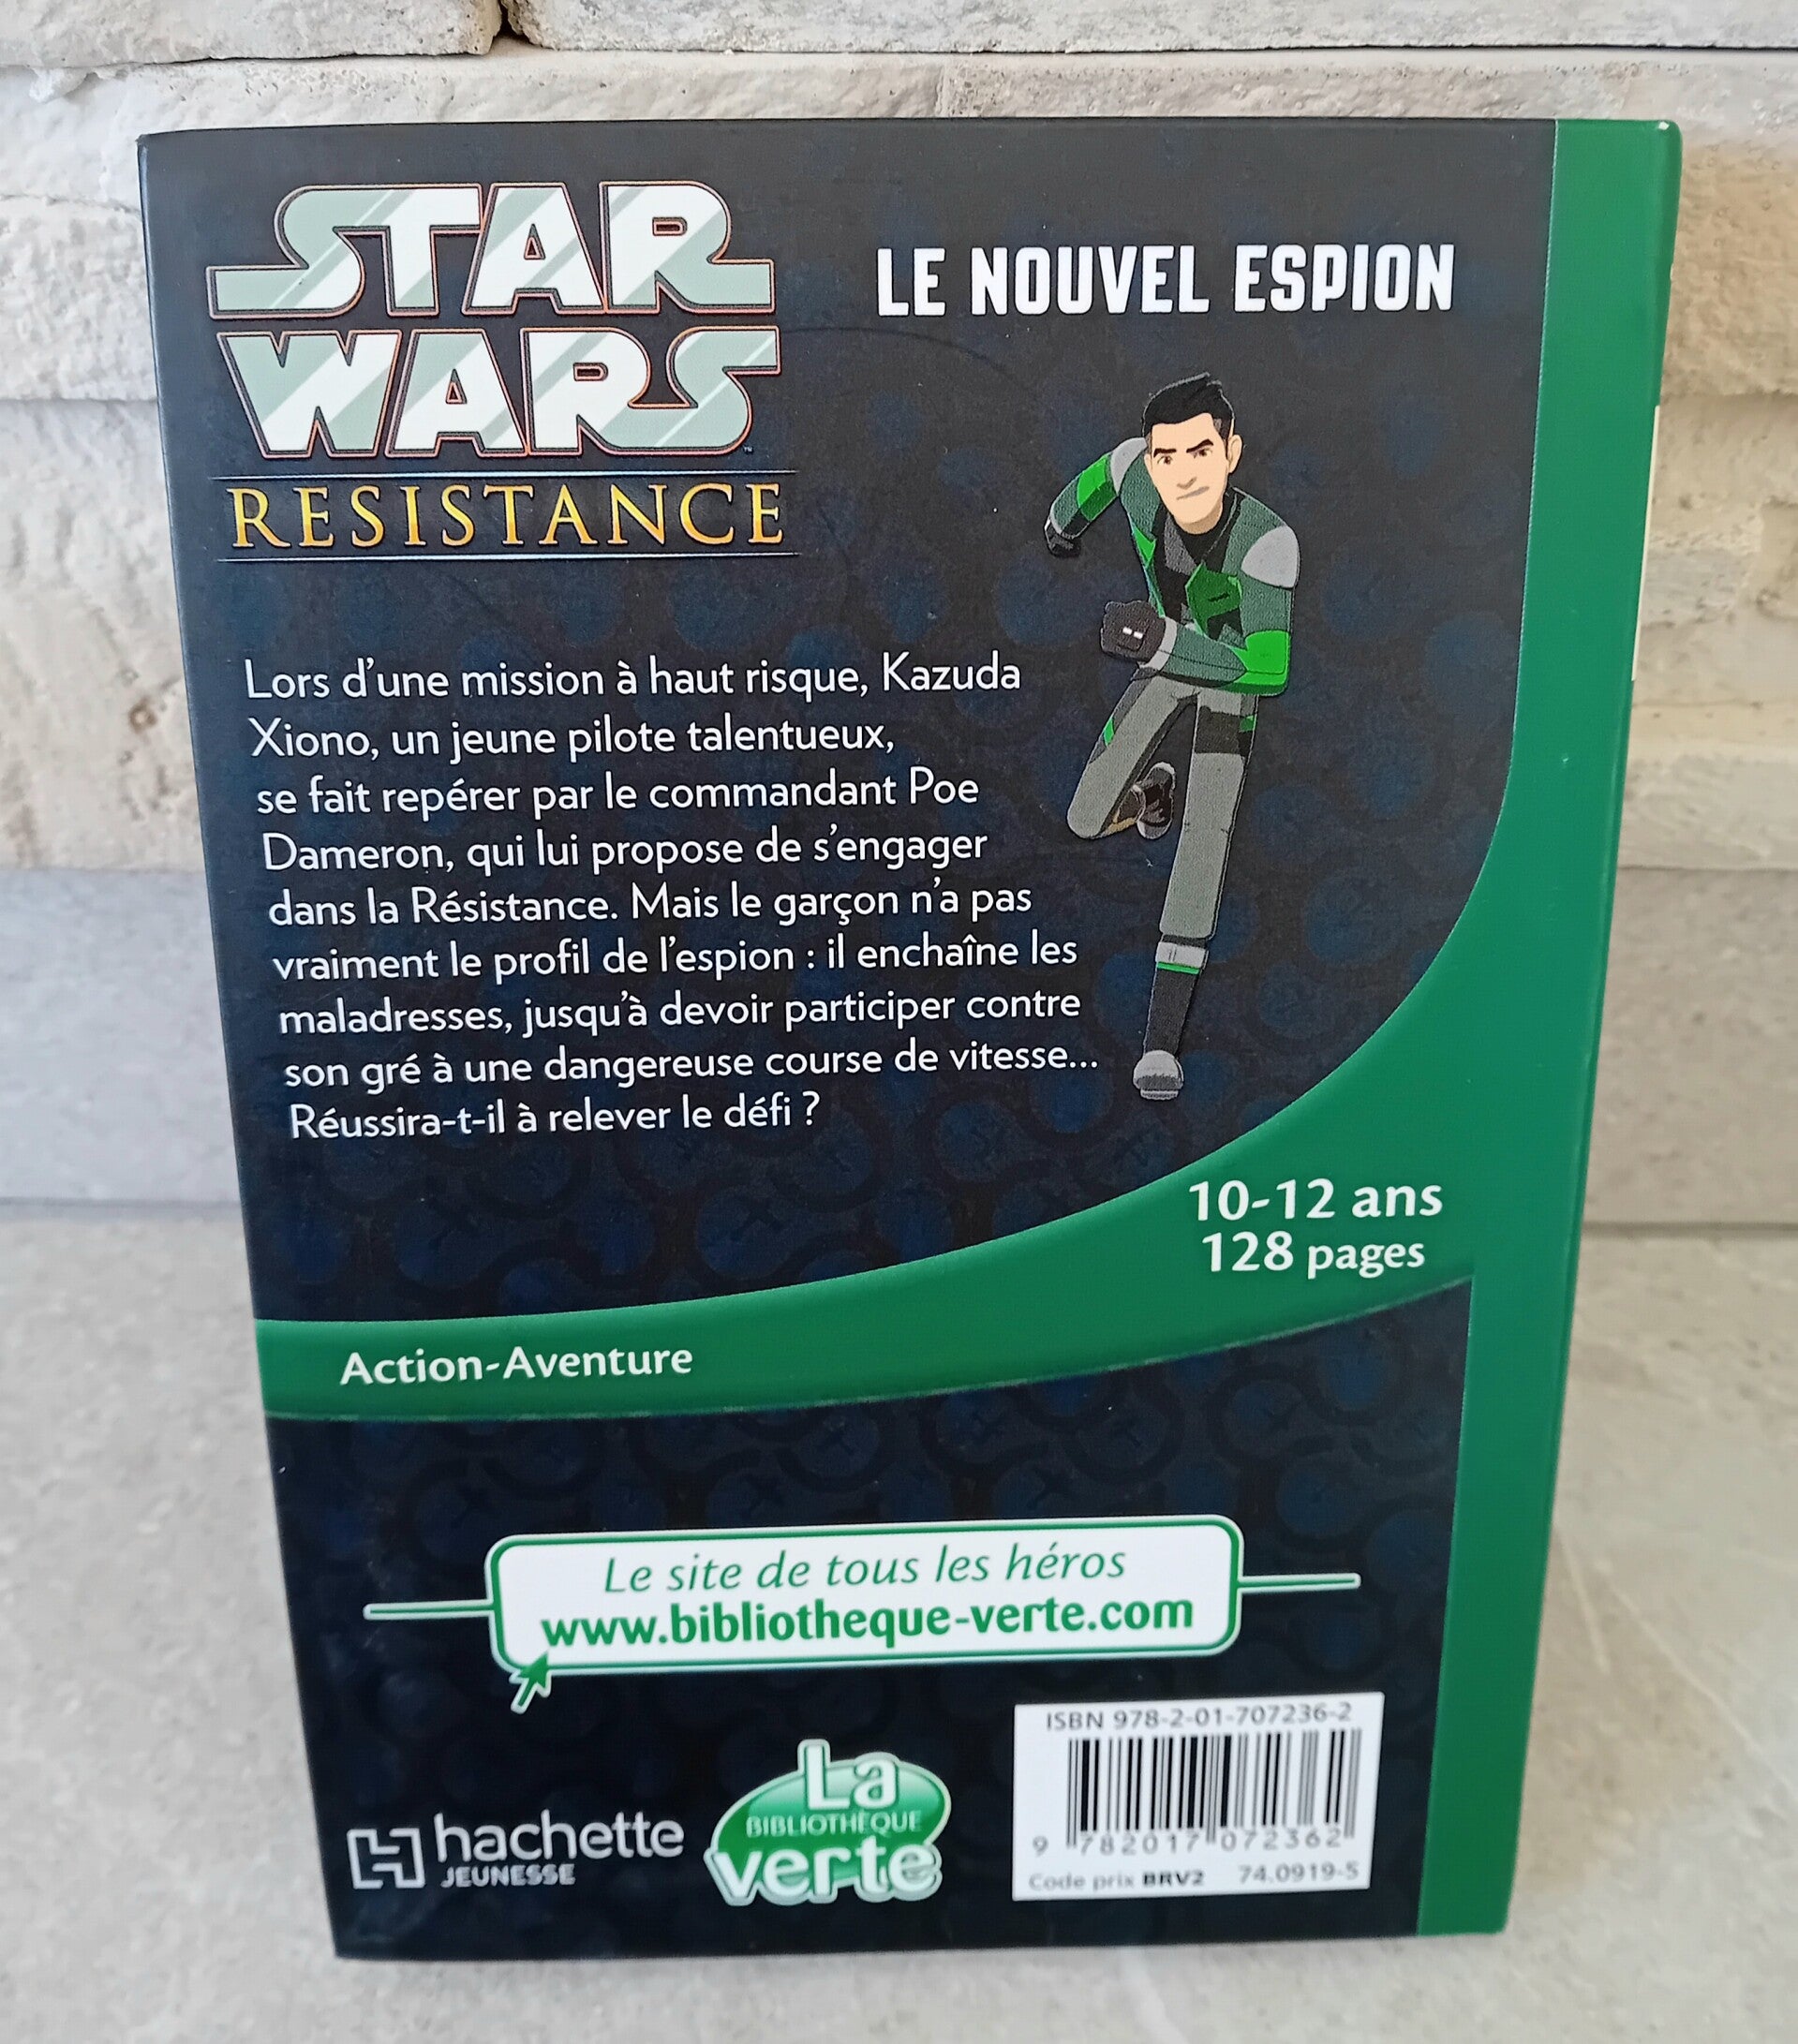 STAR
WARS
RESISTANCE
LE NOUVEL ESPION
Lors d'une mission à haut risque, Kazuda
Xiono, un jeune pilote talentueux,
se fait repérer par le commandant Poe
Dameron, qui lui propose de s'engager
dans la Résistance. Mais le garçon n'a pas
vraiment le profil de l'espion : il enchaîne les
maladresses, jusqu'à devoir participer contre
son gré à une dangereuse course de vitesse...
Réussira-t-il à relever le défi ?
10-12 ans
128 pages
Action-Aventure
Le site de tous les héros
www.bibliotheque-verte.com
hachette
JEUNESSE
La
BIBLIOTHÈQUE
verte
ISBN 978-2-01-707236-2
9 782017 072362
Code prix BRV2 74.0919-5